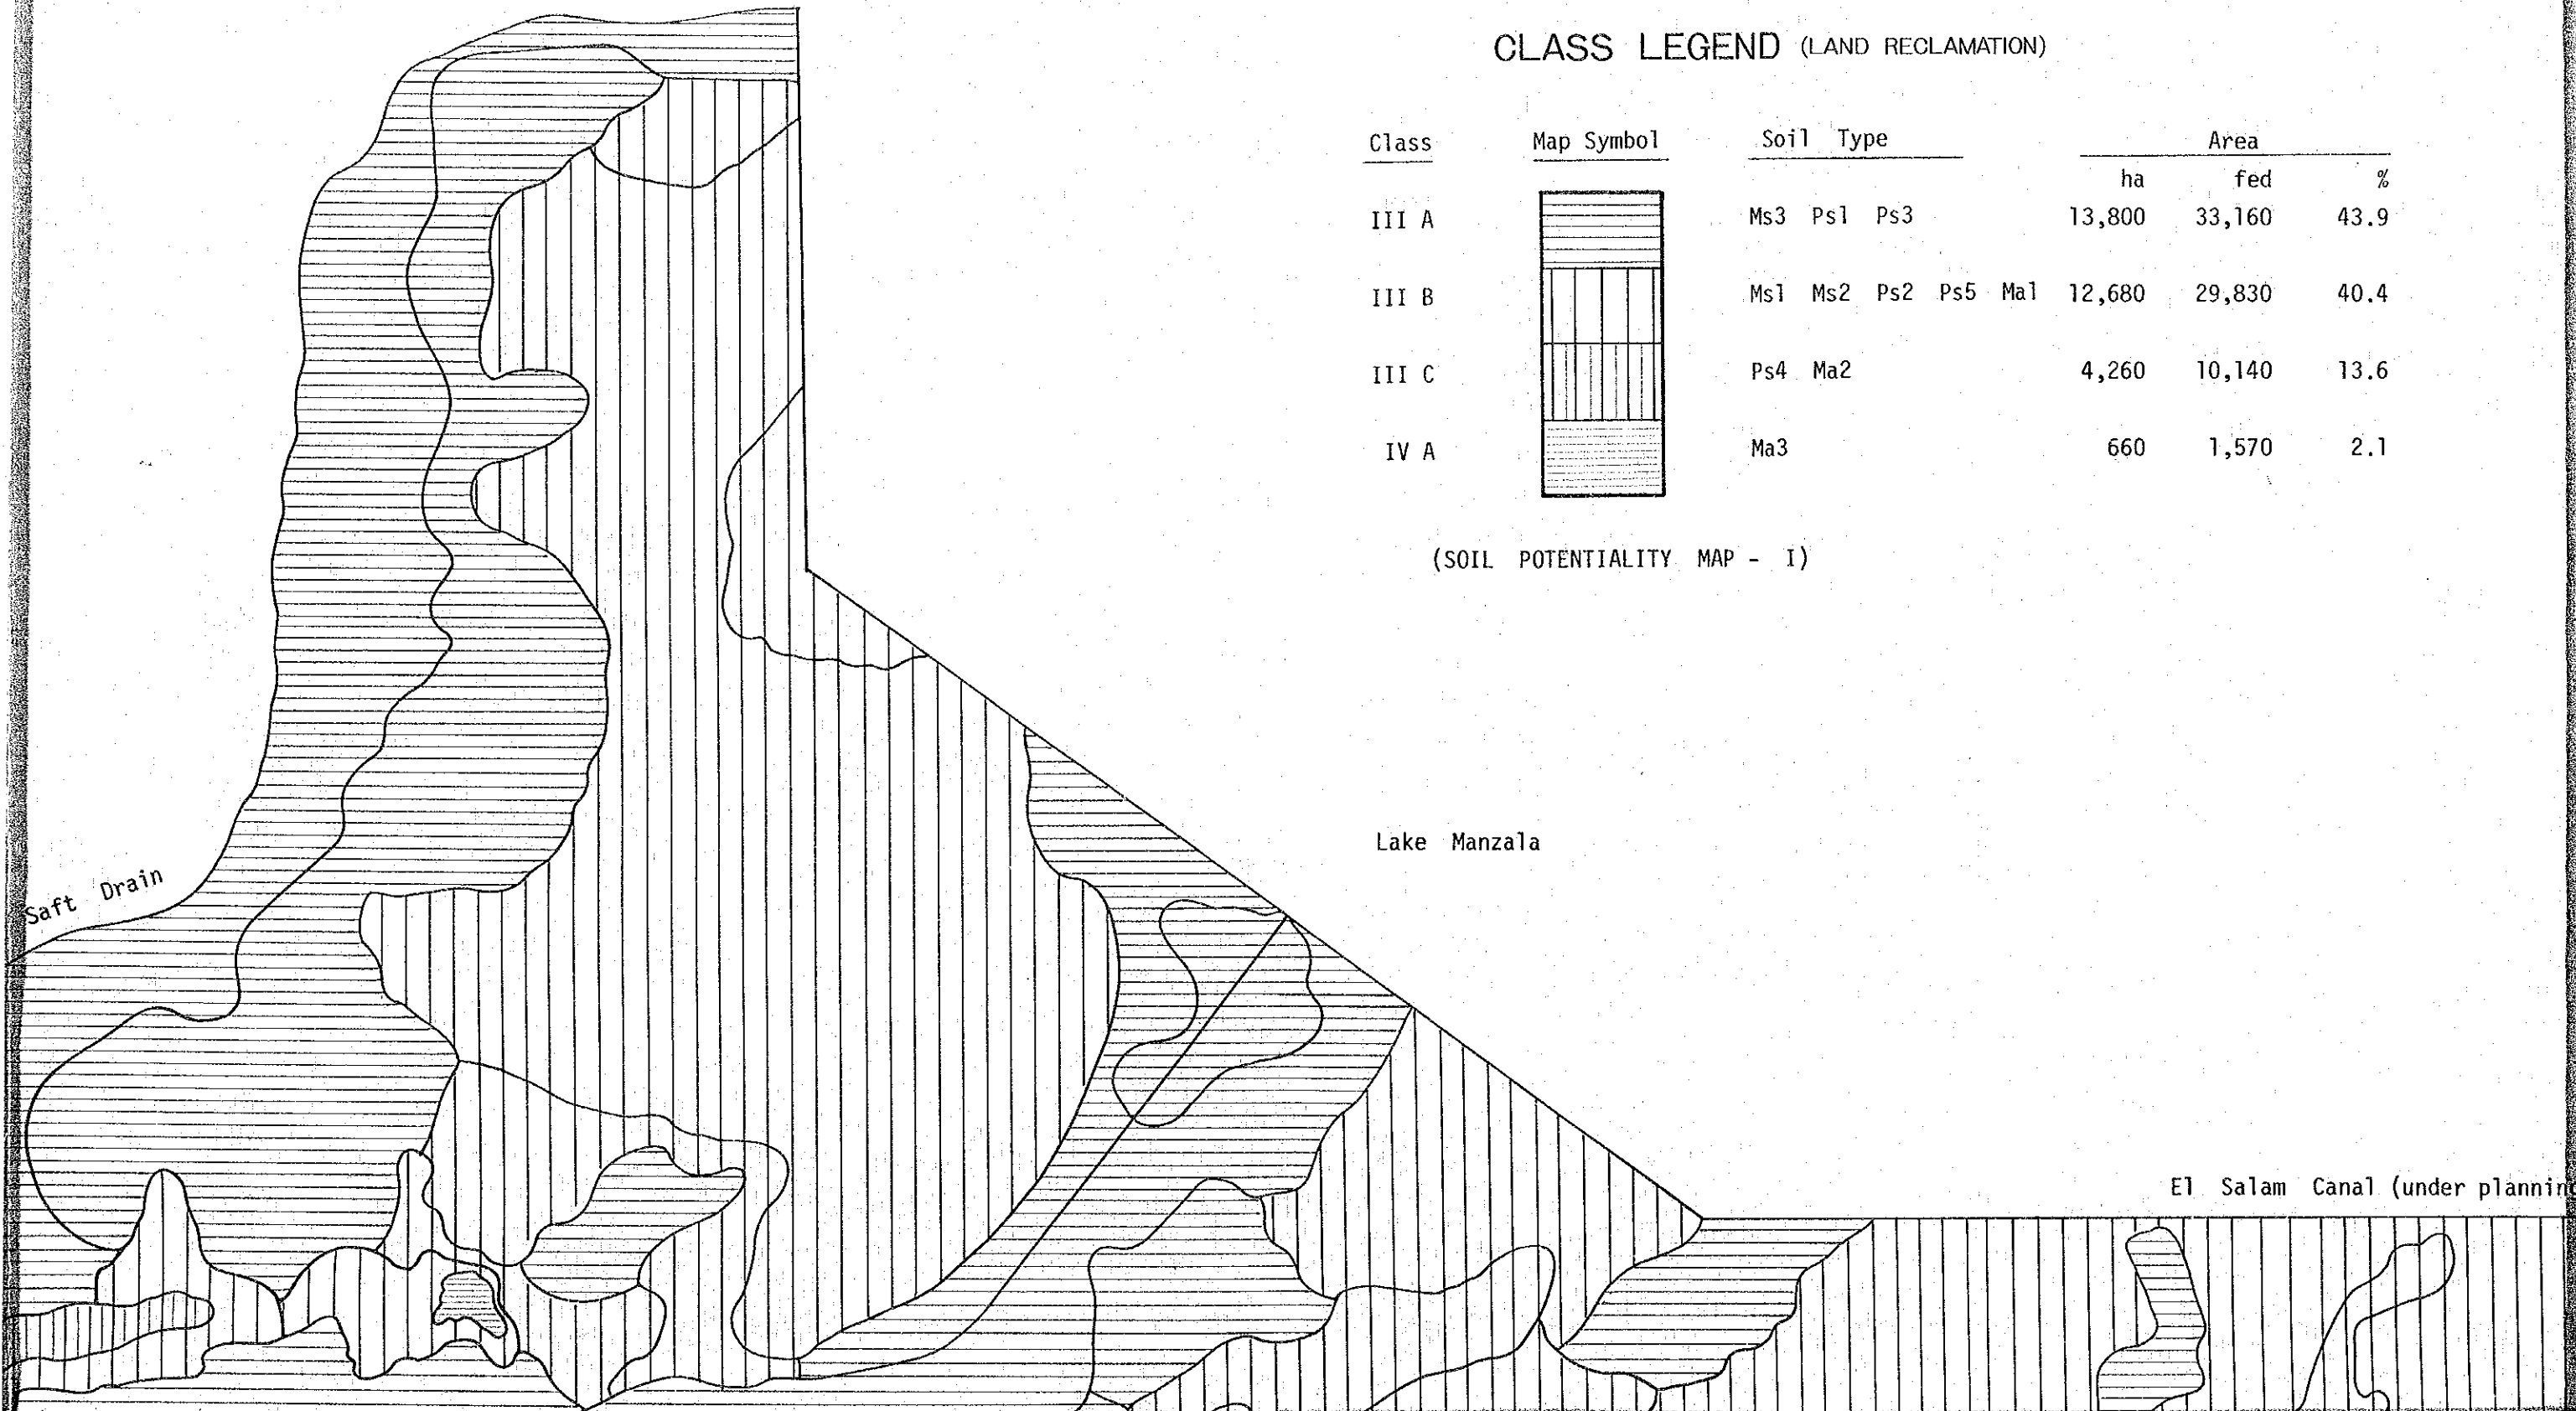 CLASS LEGEND (LAND RECLAMATION)
Class Map Symbol Soil Type Area
ha fed %
III A Ms3 Ps1 Ps3 13,800 33,160 43.9
III B Ms1 Ms2 Ps2 Ps5 Ma1 12,680 29,830 40.4
III C Ps4 Ma2 4,260 10,140 13.6
IV A Ma3 660 1,570 2.1
(SOIL POTENTIALITY MAP - I)
Lake Manzala
Saft Drain
El Salam Canal (under planning